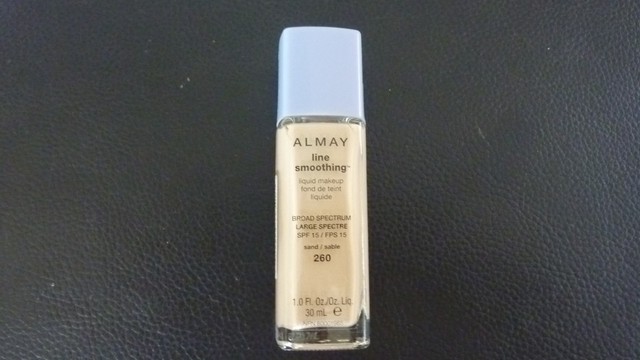 ALMAY
line
smoothing™
liquid makeup
fond de teint
liquide
BROAD SPECTRUM
LARGE SPECTRE
SPF 15 / FPS 15
sand / sable
260
1.0 Fl. Oz./Oz. Liq.
30 mL ℮